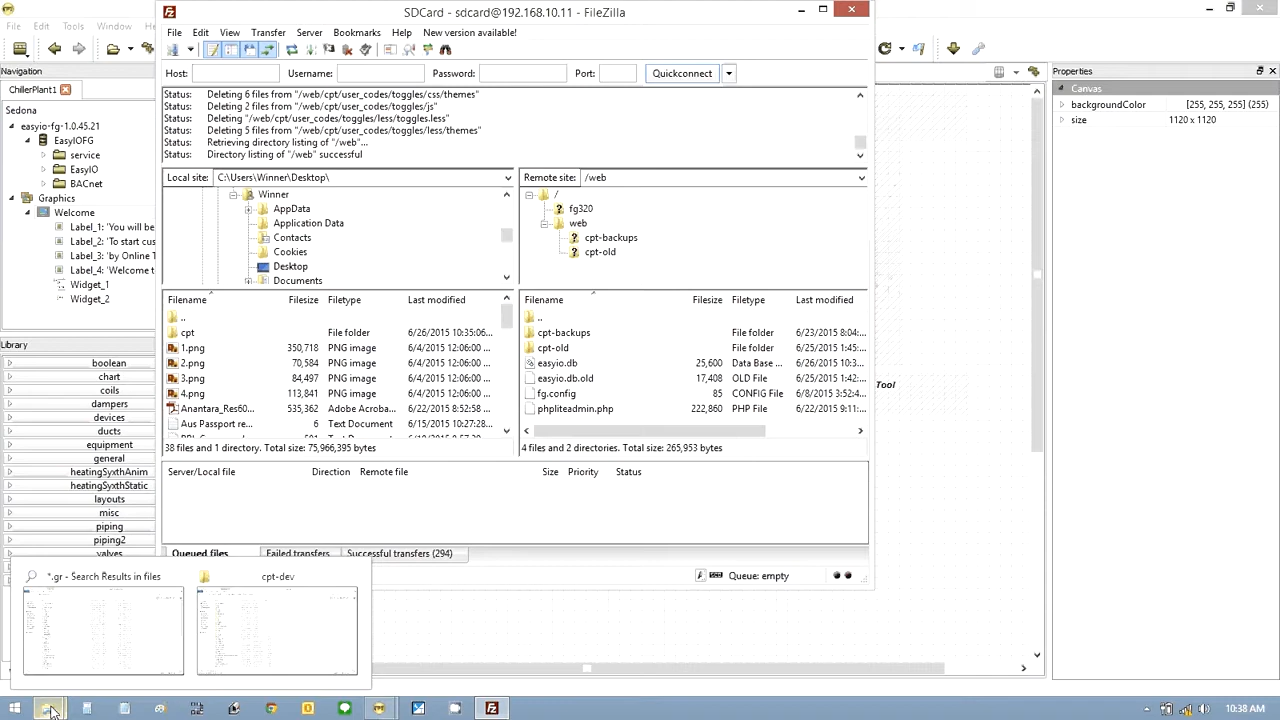 SDCard - sdcard@192.168.10.11 - FileZilla
File Edit Tools Window
File Edit View Transfer Server Bookmarks Help New version available!
Host: Username: Password: Port: Quickconnect
Navigation
ChillerPlant1
Sedona
easyio-fg-1.0.45.21
EasyIOFG
service
EasyIO
BACnet
Graphics
Welcome
Label_1: 'You will be
Label_2: 'To start cus
Label_3: 'by Online T
Label_4: 'Welcome t
Widget_1
Widget_2
Library
boolean
chart
coils
dampers
devices
ducts
equipment
general
heatingSyxthAnim
heatingSyxthStatic
layouts
misc
piping
piping2
valves
Status: Deleting 6 files from "/web/cpt/user_codes/toggles/css/themes"
Status: Deleting 2 files from "/web/cpt/user_codes/toggles/js"
Status: Deleting "/web/cpt/user_codes/toggles/less/toggles.less"
Status: Deleting 5 files from "/web/cpt/user_codes/toggles/less/themes"
Status: Retrieving directory listing of "/web"...
Status: Directory listing of "/web" successful
Local site: C:\Users\Winner\Desktop\
Winner
AppData
Application Data
Contacts
Cookies
Desktop
Documents
Remote site: /web
/
fg320
web
cpt-backups
cpt-old
Filename Filesize Filetype Last modified
..
cpt File folder 6/26/2015 10:35:06...
1.png 350,718 PNG image 6/4/2015 12:06:00 ...
2.png 70,584 PNG image 6/4/2015 12:06:00 ...
3.png 84,497 PNG image 6/4/2015 12:06:00 ...
4.png 113,841 PNG image 6/4/2015 12:06:00 ...
Anantara_Res60... 535,362 Adobe Acroba... 6/22/2015 8:52:58 ...
Aus Passport re... 6 Text Document 6/15/2015 10:27:28...
38 files and 1 directory. Total size: 75,966,395 bytes
Filename Filesize Filetype Last modified
..
cpt-backups File folder 6/23/2015 8:04:...
cpt-old File folder 6/25/2015 1:45:...
easyio.db 25,600 Data Base ... 6/26/2015 10:3...
easyio.db.old 17,408 OLD File 6/25/2015 1:42:...
fg.config 85 CONFIG File 6/8/2015 3:52:4...
phpliteadmin.php 222,860 PHP File 6/22/2015 9:11:...
4 files and 2 directories. Total size: 265,953 bytes
Server/Local file Direction Remote file Size Priority Status
Queued files Failed transfers Successful transfers (294)
Queue: empty
Tool
Properties
Canvas
backgroundColor [255, 255, 255] (255)
size 1120 x 1120
*.gr - Search Results in files
cpt-dev
10:38 AM